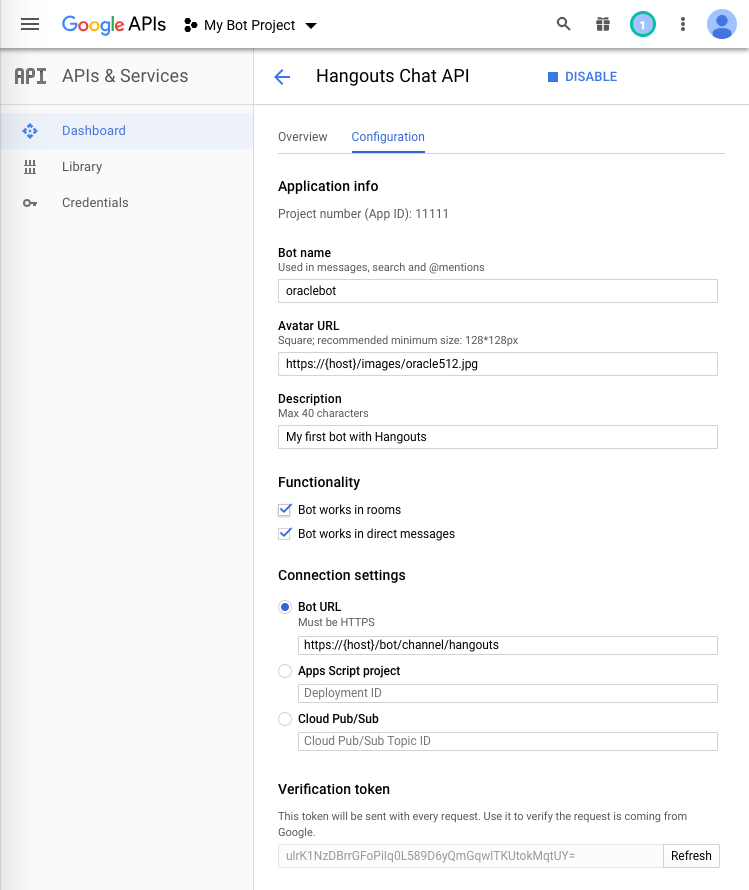 Google APIs My Bot Project 1
API APIs & Services
Hangouts Chat API DISABLE
Dashboard
Library
Credentials
Overview Configuration
Application info
Project number (App ID): 11111
Bot name
Used in messages, search and @mentions
oraclebot
Avatar URL
Square; recommended minimum size: 128*128px
https://{host}/images/oracle512.jpg
Description
Max 40 characters
My first bot with Hangouts
Functionality
Bot works in rooms
Bot works in direct messages
Connection settings
Bot URL
Must be HTTPS
https://{host}/bot/channel/hangouts
Apps Script project
Deployment ID
Cloud Pub/Sub
Cloud Pub/Sub Topic ID
Verification token
This token will be sent with every request. Use it to verify the request is coming from
Google.
Refresh